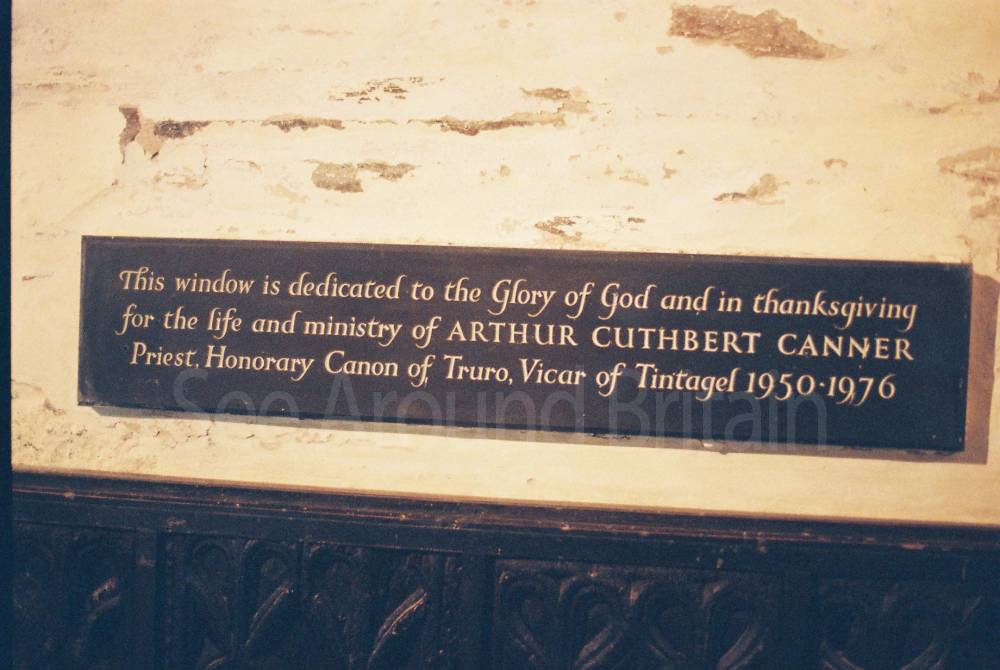 This window is dedicated to the Glory of God and in thanksgiving
for the life and ministry of ARTHUR CUTHBERT CANNER
Priest, Honorary Canon of Truro, Vicar of Tintagel 1950·1976
See Around Britain